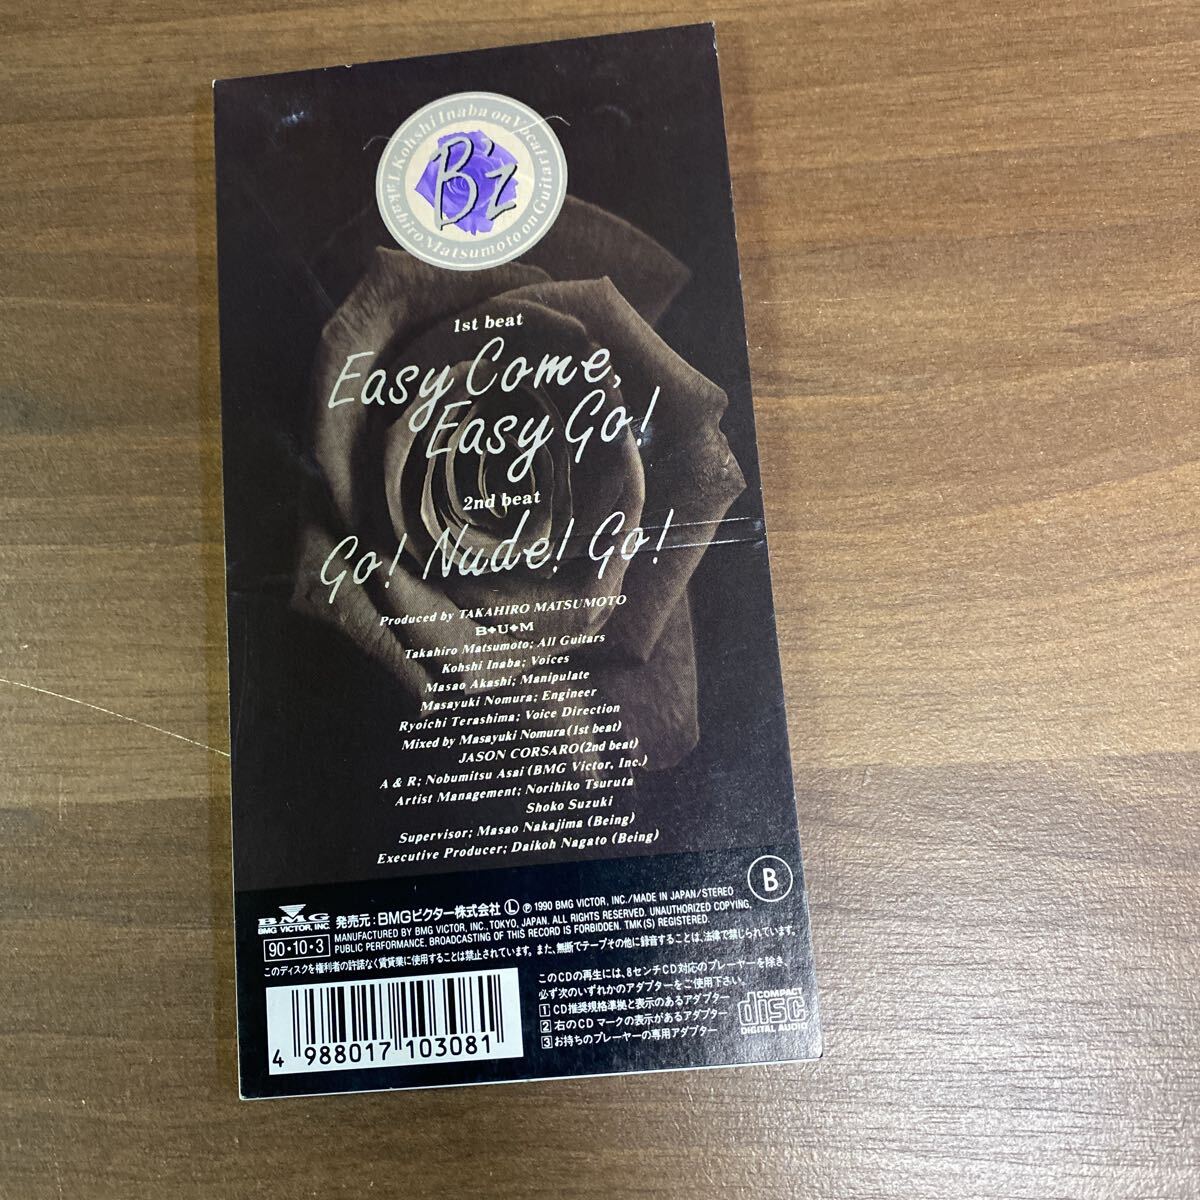 Takahiro Matsumoto on Guitar, Kohshi Inaba on Vocal
B'z
1st beat
Easy Come,
Easy Go!
2nd beat
Go! Nude! Go!
Produced by TAKAHIRO MATSUMOTO
B◆U◆M
Takahiro Matsumoto; All Guitars
Kohshi Inaba; Voices
Masao Akashi; Manipulate
Masayuki Nomura; Engineer
Ryoichi Terashima; Voice Direction
Mixed by Masayuki Nomura (1st beat)
JASON CORSARO (2nd beat)
A & R; Nobumitsu Asai (BMG Victor, Inc.)
Artist Management; Norihiko Tsuruta
Shoko Suzuki
Supervisor; Masao Nakajima (Being)
Executive Producer; Daikoh Nagato (Being)
B
BMG
BMG VICTOR, INC.
発売元:BMGビクター株式会社 Ⓛ ℗ 1990 BMG VICTOR, INC./MADE IN JAPAN/STEREO
MANUFACTURED BY BMG VICTOR, INC., TOKYO, JAPAN. ALL RIGHTS RESERVED. UNAUTHORIZED COPYING,
90・10・3 PUBLIC PERFORMANCE, BROADCASTING OF THIS RECORD IS FORBIDDEN. TMK(S) REGISTERED.
このディスクを権利者の許諾なく賃貸業に使用することは禁止されています。また、無断でテープその他に録音することは、法律で禁じられています。
このCDの再生には、8センチCD対応のプレーヤーを除き、
必ず次のいずれかのアダプターをご使用下さい。
1 CD推奨規格準拠と表示のあるアダプター
2 右のCDマークの表示があるアダプター
3 お持ちのプレーヤーの専用アダプター
COMPACT
disc
DIGITAL AUDIO
4 988017 103081